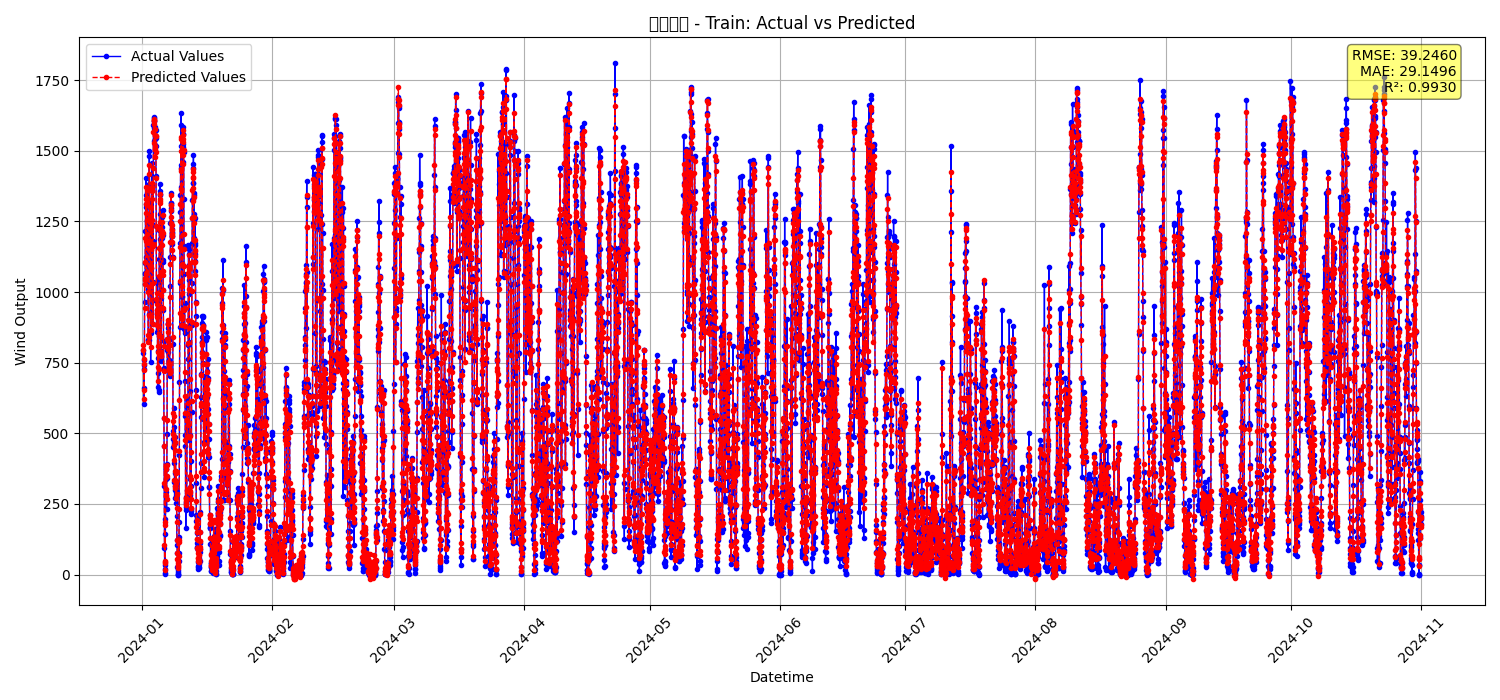 - Train: Actual vs Predicted
Actual Values
Predicted Values
RMSE: 39.2460
MAE: 29.1496
R²: 0.9930
Wind Output
1750
1500
1250
1000
750
500
250
0
2024-01
2024-02
2024-03
2024-04
2024-05
2024-06
2024-07
2024-08
2024-09
2024-10
2024-11
Datetime